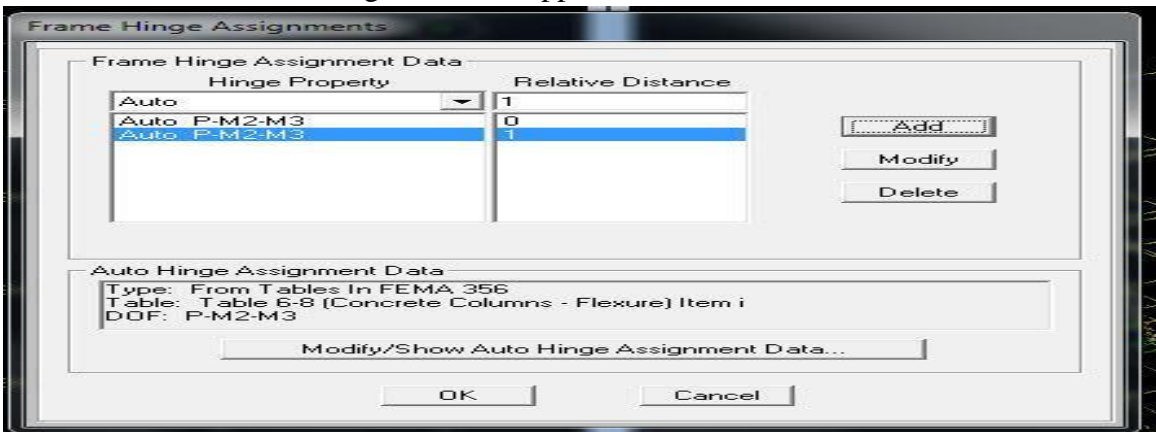 Frame Hinge Assignments
Frame Hinge Assignment Data
Hinge Property Relative Distance
Auto 1
Auto P-M2-M3 0
Auto P-M2-M3 1
Add
Modify
Delete
Auto Hinge Assignment Data
Type: From Tables In FEMA 356
Table: Table 6-8 (Concrete Columns - Flexure) Item i
DOF: P-M2-M3
Modify/Show Auto Hinge Assignment Data...
OK Cancel